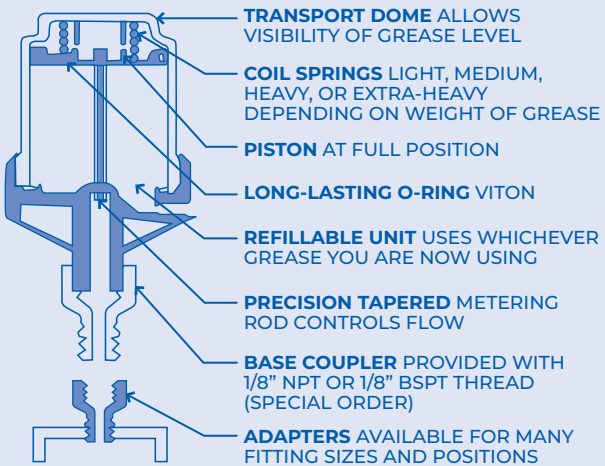 TRANSPORT DOME ALLOWS
VISIBILITY OF GREASE LEVEL
COIL SPRINGS LIGHT, MEDIUM,
HEAVY, OR EXTRA-HEAVY
DEPENDING ON WEIGHT OF GREASE
PISTON AT FULL POSITION
LONG-LASTING O-RING VITON
REFILLABLE UNIT USES WHICHEVER
GREASE YOU ARE NOW USING
PRECISION TAPERED METERING
ROD CONTROLS FLOW
BASE COUPLER PROVIDED WITH
1/8” NPT OR 1/8” BSPT THREAD
(SPECIAL ORDER)
ADAPTERS AVAILABLE FOR MANY
FITTING SIZES AND POSITIONS